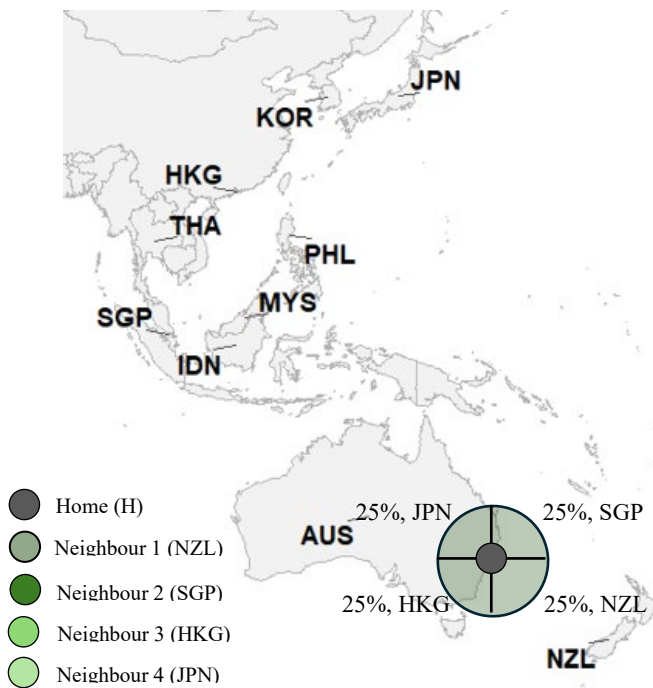 JPN
KOR
HKG
THA
PHL
MYS
SGP
IDN
Home (H)
25%, JPN 25%, SGP
AUS
Neighbour 1 (NZL)
Neighbour 2 (SGP)
25%, HKG 25%, NZL
Neighbour 3 (HKG)
NZL
Neighbour 4 (JPN)